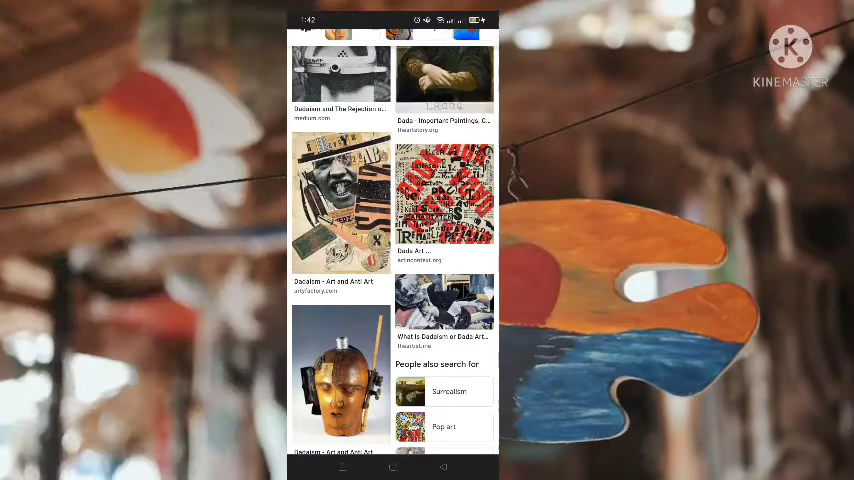 1:42
KINEMASTER
Dadaism and The Rejection o...
medium.com
L.H.O.O.Q
Dada - Important Paintings, C...
theartstory.org
Dada Art ...
artincontext.org
Dadaism - Art and Anti Art
artyfactory.com
What Is Dadaism or Dada Art...
theartist.me
People also search for
Surrealism
Pop art
Dadaism - Art and Anti Art